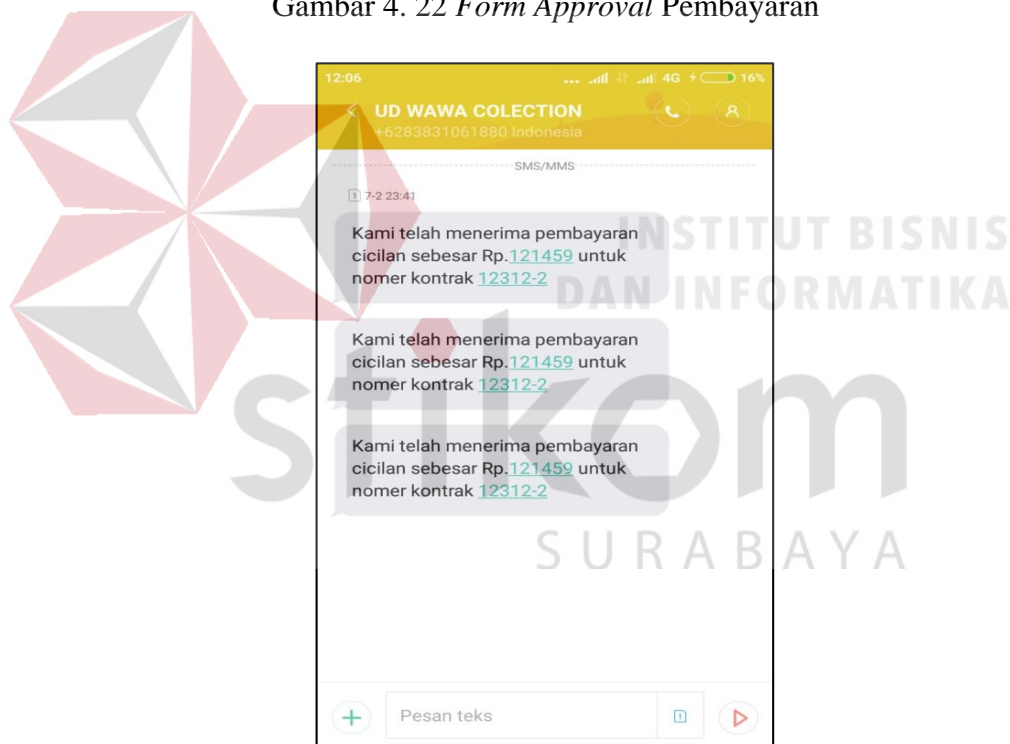 Gambar 4. 22 Form Approval Pembayaran
12:06 4G 16%
UD WAWA COLECTION
+6283831061880 Indonesia
SMS/MMS
1 7-2 23:41
Kami telah menerima pembayaran
cicilan sebesar Rp.121459 untuk
nomer kontrak 12312-2
Kami telah menerima pembayaran
cicilan sebesar Rp.121459 untuk
nomer kontrak 12312-2
Kami telah menerima pembayaran
cicilan sebesar Rp.121459 untuk
nomer kontrak 12312-2
Pesan teks 1
INSTITUT BISNIS
DAN INFORMATIKA
stikom
SURABAYA